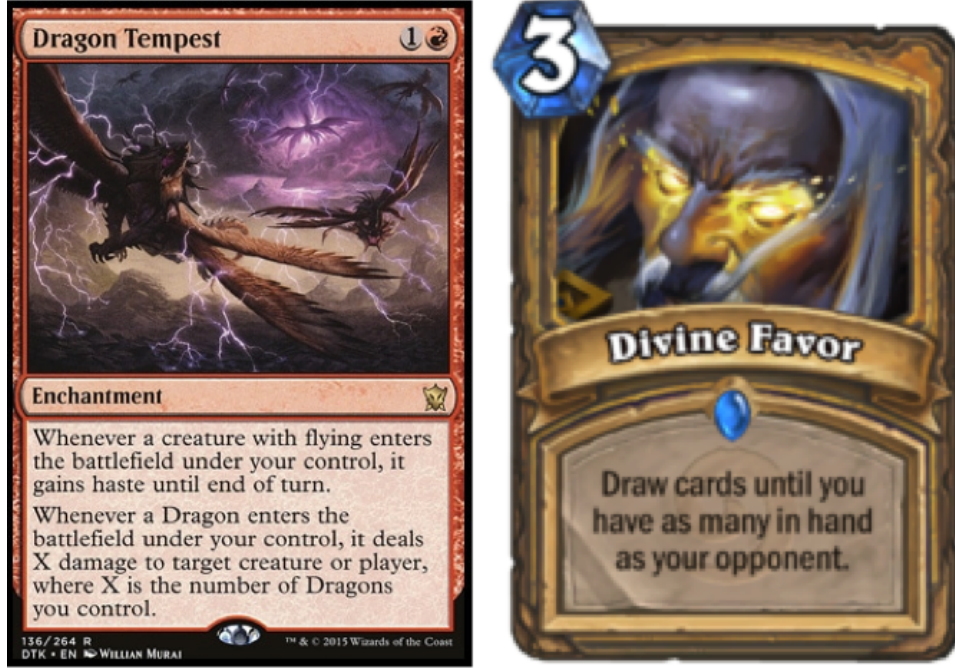 Dragon Tempest 1
Enchantment
Whenever a creature with flying enters
the battlefield under your control, it
gains haste until end of turn.
Whenever a Dragon enters the
battlefield under your control, it deals
X damage to target creature or player,
where X is the number of Dragons
you control.
136/264 R
DTK • EN WILLIAN MURAI
™ & © 2015 Wizards of the Coast
3
Divine Favor
Draw cards until you
have as many in hand
as your opponent.